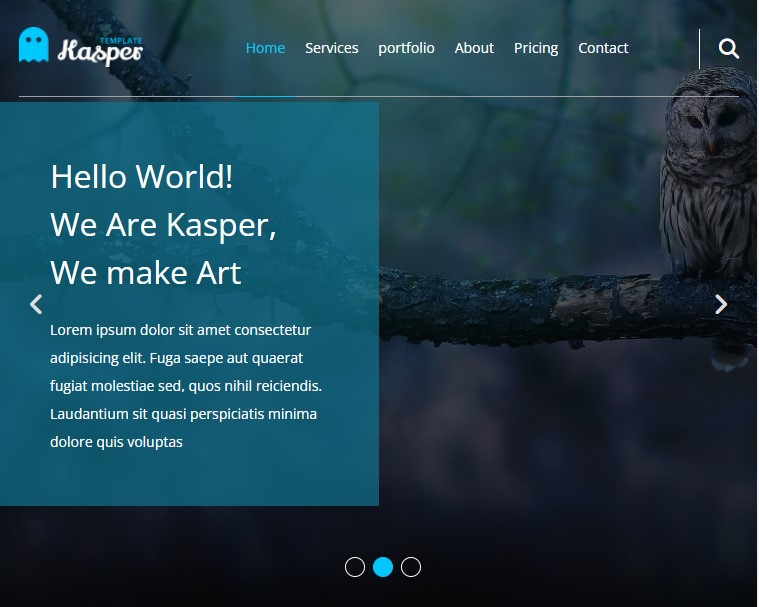 TEMPLATE
Kasper
Home Services portfolio About Pricing Contact
Hello World!
We Are Kasper,
We make Art
Lorem ipsum dolor sit amet consectetur
adipisicing elit. Fuga saepe aut quaerat
fugiat molestiae sed, quos nihil reiciendis.
Laudantium sit quasi perspiciatis minima
dolore quis voluptas